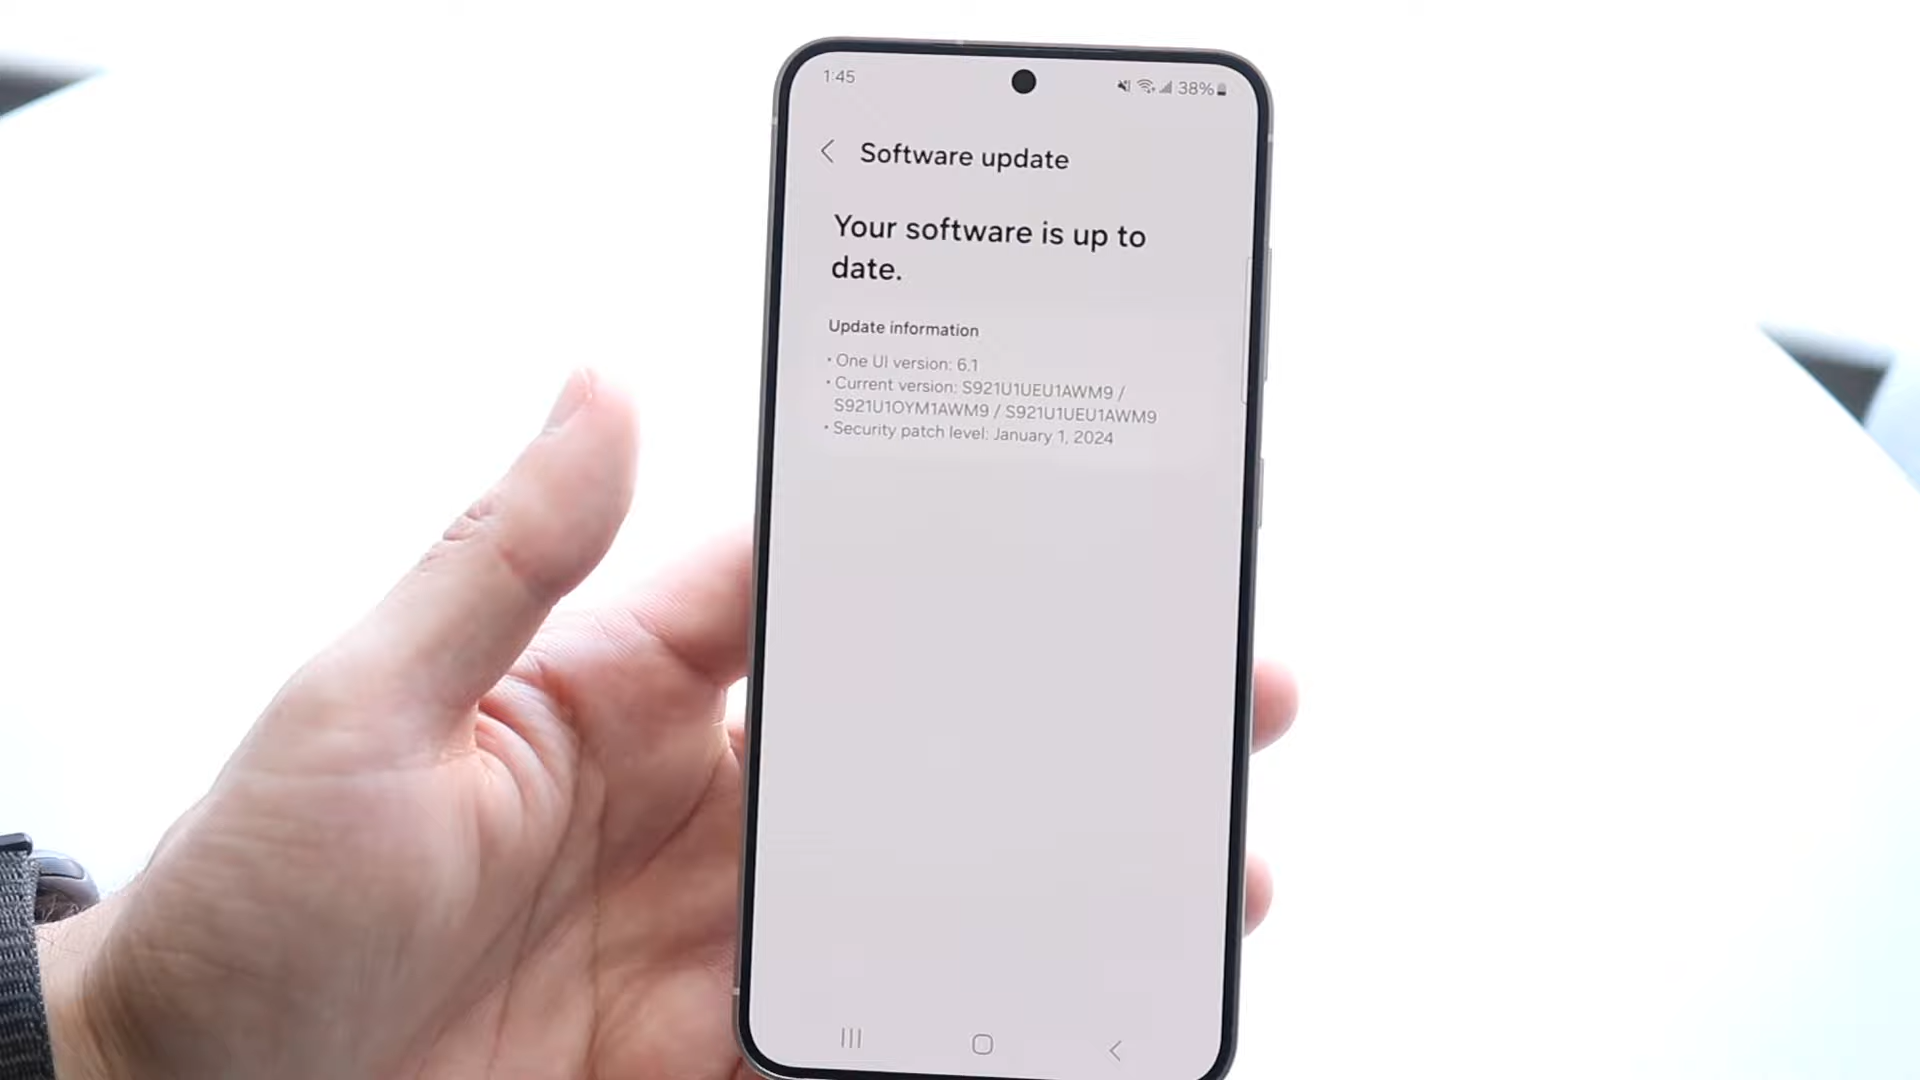 1:45
38%
Software update
Your software is up to
date.
Update information
• One UI version: 6.1
• Current version: S921U1UEU1AWM9 /
S921U1OYM1AWM9 / S921U1UEU1AWM9
• Security patch level: January 1, 2024